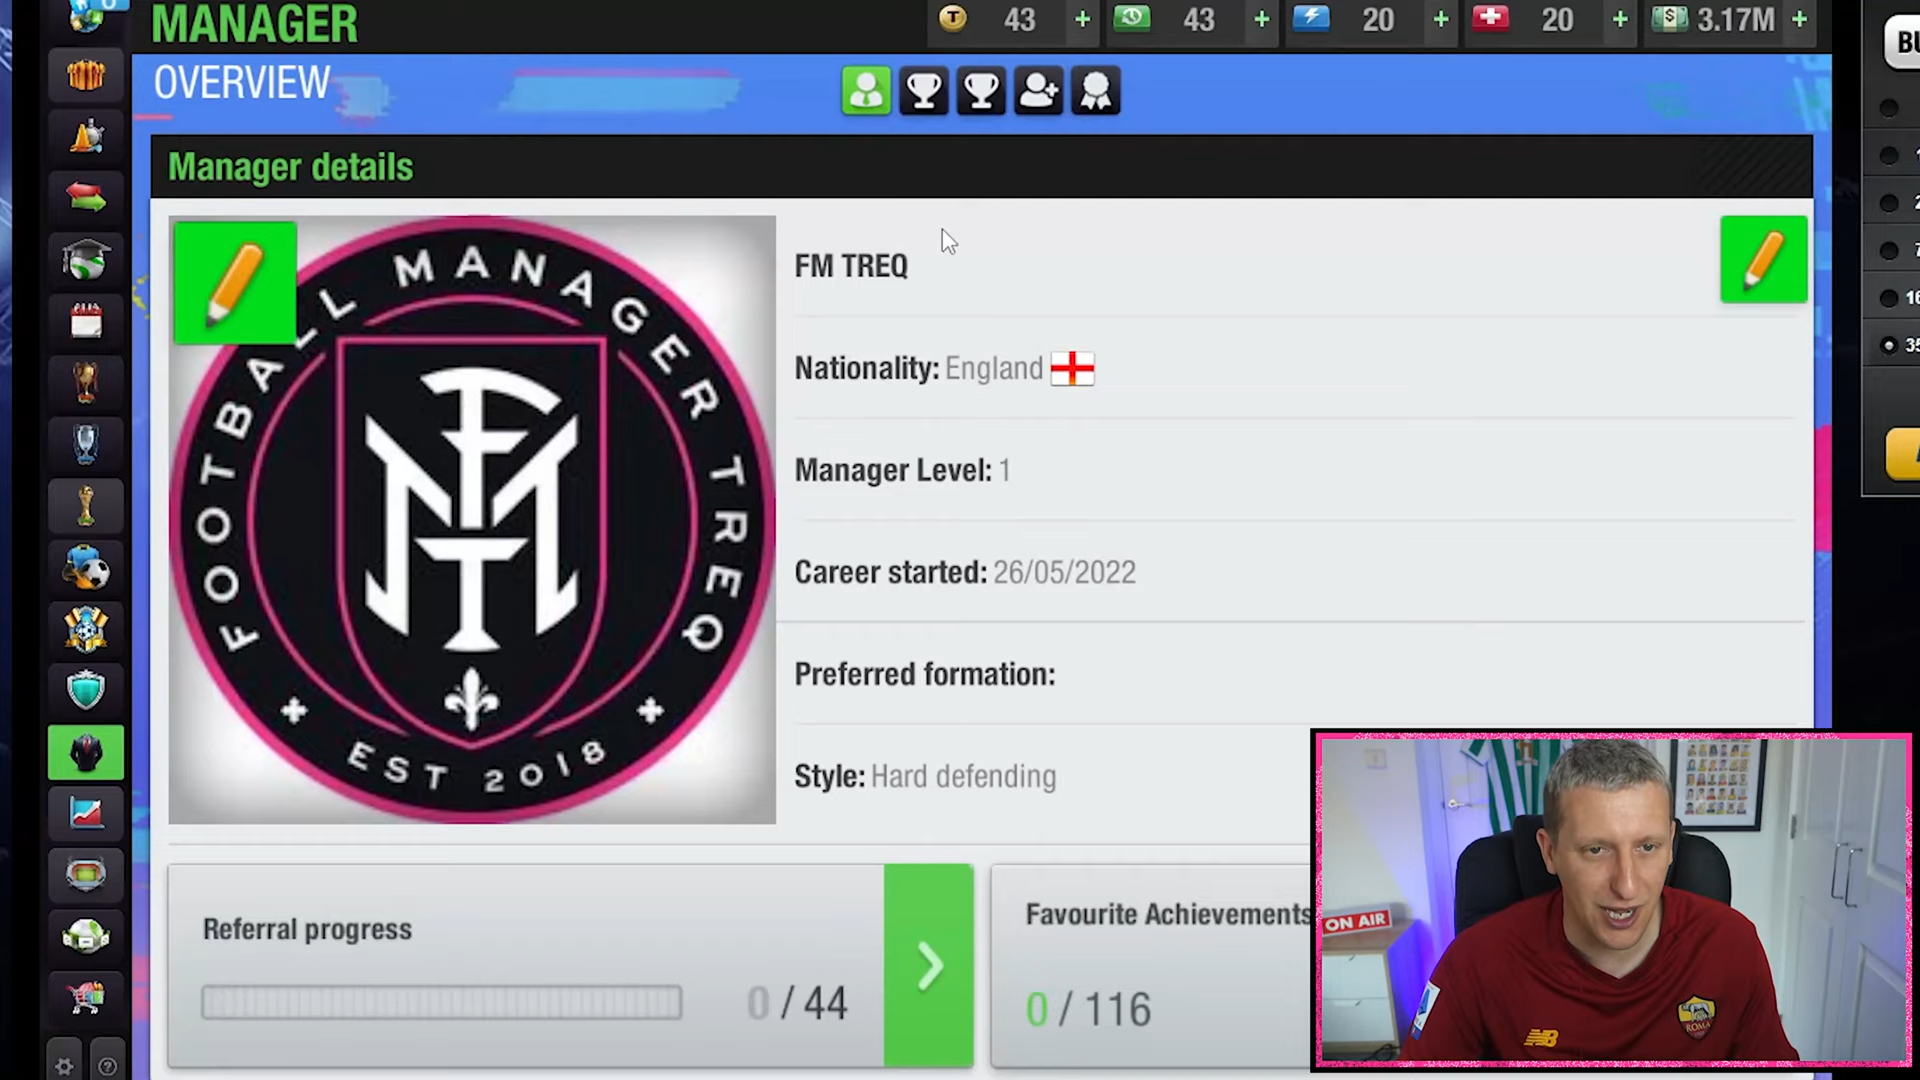 MANAGER
43 + 43 + 20 + 20 + 3.17M +
OVERVIEW
Manager details
FOOTBALL MANAGER TREQ
EST 2018
FM TREQ
Nationality: England
Manager Level: 1
Career started: 26/05/2022
Preferred formation:
Style: Hard defending
Referral progress
0 / 44
Favourite Achievements
0 / 116
ON AIR
ROMA